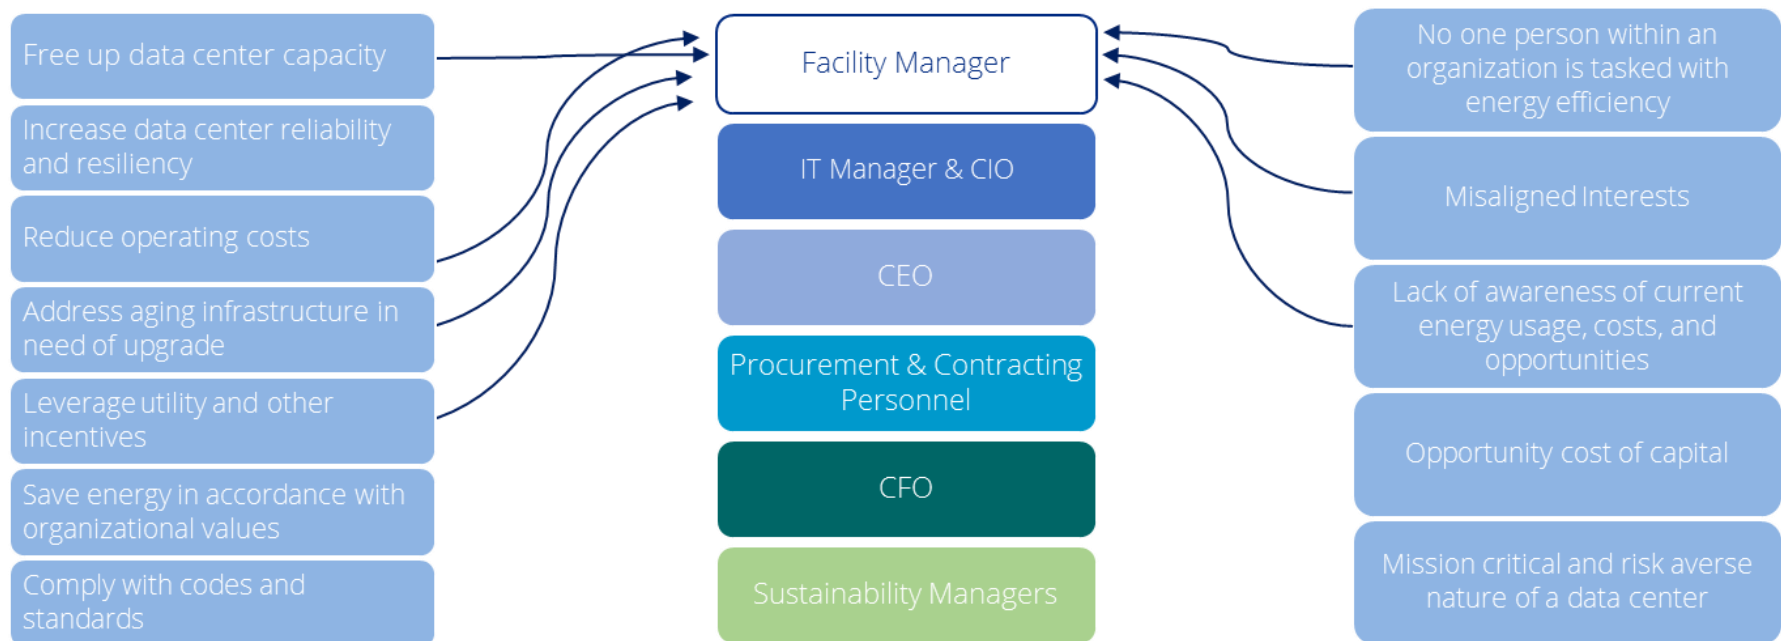 Free up data center capacity
Increase data center reliability
and resiliency
Reduce operating costs
Address aging infrastructure in
need of upgrade
Leverage utility and other
incentives
Save energy in accordance with
organizational values
Comply with codes and
standards
Facility Manager
IT Manager & CIO
CEO
Procurement & Contracting
Personnel
CFO
Sustainability Managers
No one person within an
organization is tasked with
energy efficiency
Misaligned Interests
Lack of awareness of current
energy usage, costs, and
opportunities
Opportunity cost of capital
Mission critical and risk averse
nature of a data center